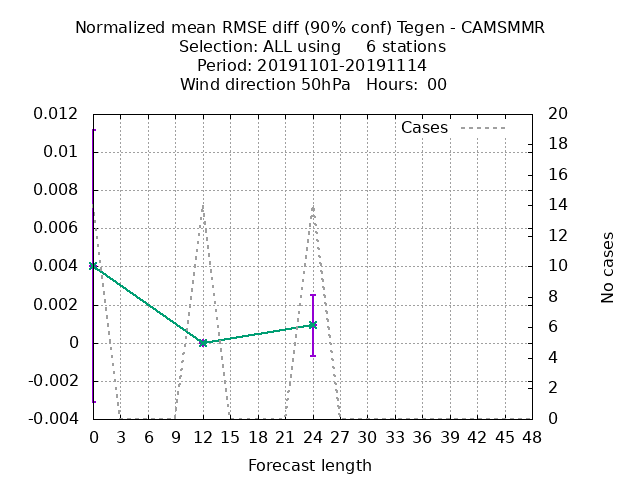 Normalized mean RMSE diff (90% conf) Tegen - CAMSMMR
Selection: ALL using     6 stations
Period: 20191101-20191114
Wind direction 50hPa   Hours:  00
Cases
0.012
0.01
0.008
0.006
0.004
0.002
0
-0.002
-0.004
20
18
16
14
12
10
8
6
4
2
0
No cases
0 3 6 9 12 15 18 21 24 27 30 33 36 39 42 45 48
Forecast length